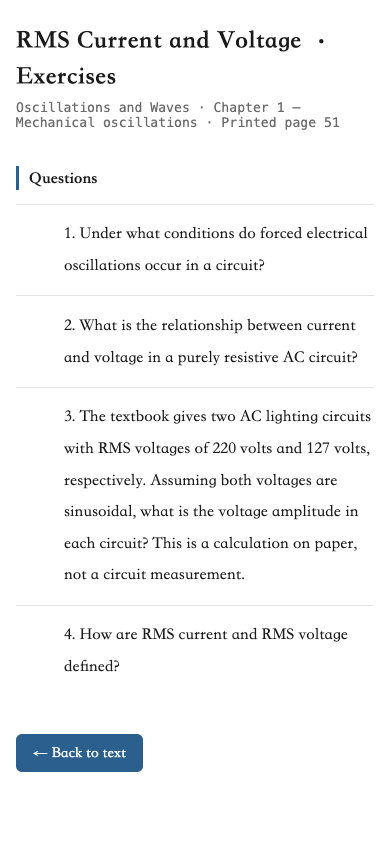 RMS Current and Voltage ·
Exercises
Oscillations and Waves · Chapter 1 —
Mechanical oscillations · Printed page 51
Questions
1. Under what conditions do forced electrical
oscillations occur in a circuit?
2. What is the relationship between current
and voltage in a purely resistive AC circuit?
3. The textbook gives two AC lighting circuits
with RMS voltages of 220 volts and 127 volts,
respectively. Assuming both voltages are
sinusoidal, what is the voltage amplitude in
each circuit? This is a calculation on paper,
not a circuit measurement.
4. How are RMS current and RMS voltage
defined?
← Back to text